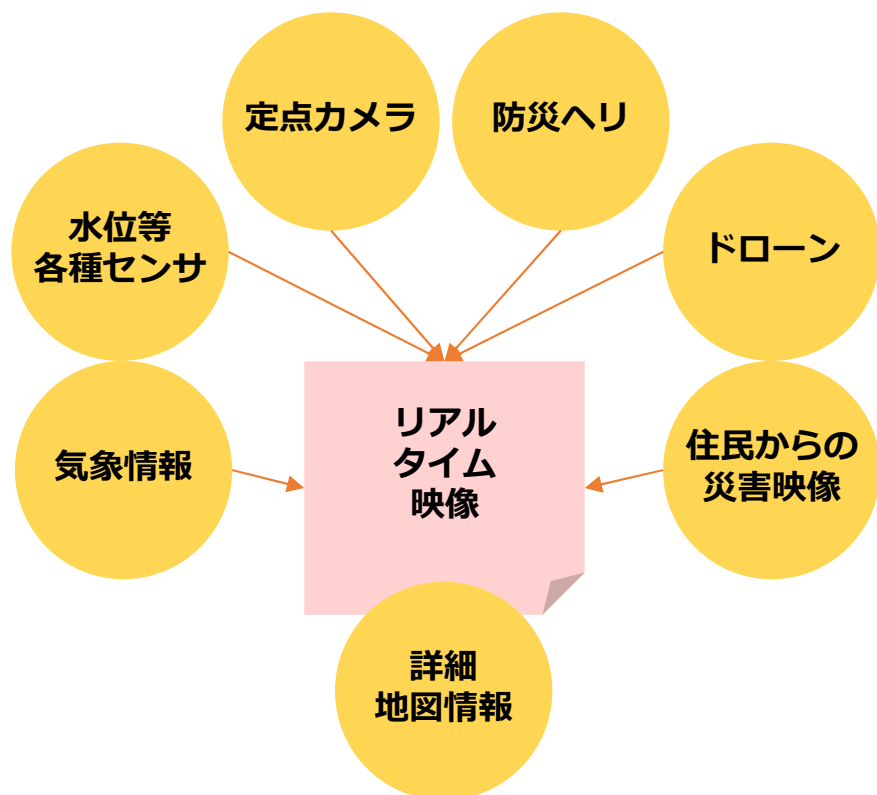 定点カメラ
防災ヘリ
水位等
各種センサ
ドローン
リアル
タイム
映像
気象情報
住民からの
災害映像
詳細
地図情報